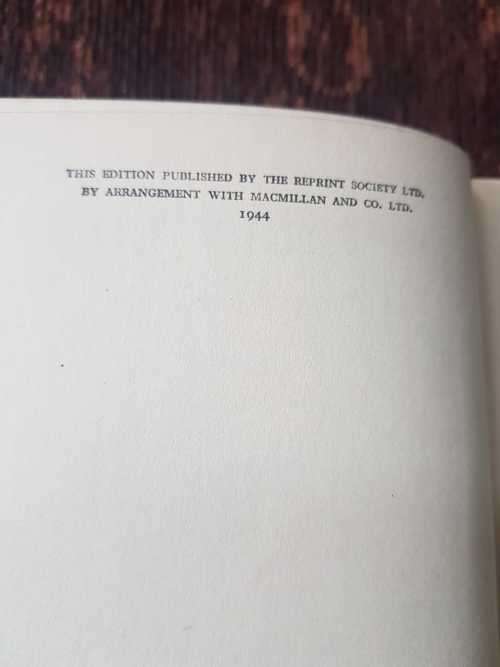 THIS EDITION PUBLISHED BY THE REPRINT SOCIETY LTD.
BY ARRANGEMENT WITH MACMILLAN AND CO. LTD.
1944